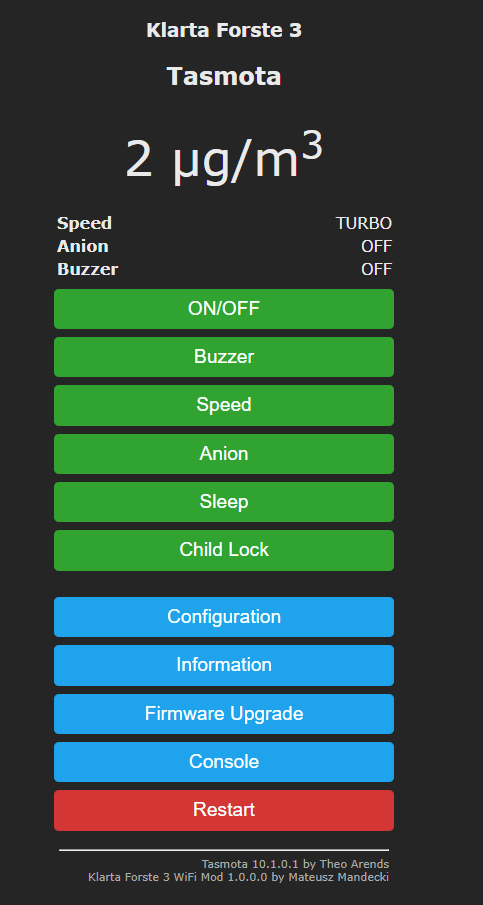 Klarta Forste 3
Tasmota
2 µg/m³
Speed TURBO
Anion OFF
Buzzer OFF
ON/OFF
Buzzer
Speed
Anion
Sleep
Child Lock
Configuration
Information
Firmware Upgrade
Console
Restart
Tasmota 10.1.0.1 by Theo Arends
Klarta Forste 3 WiFi Mod 1.0.0.0 by Mateusz Mandecki